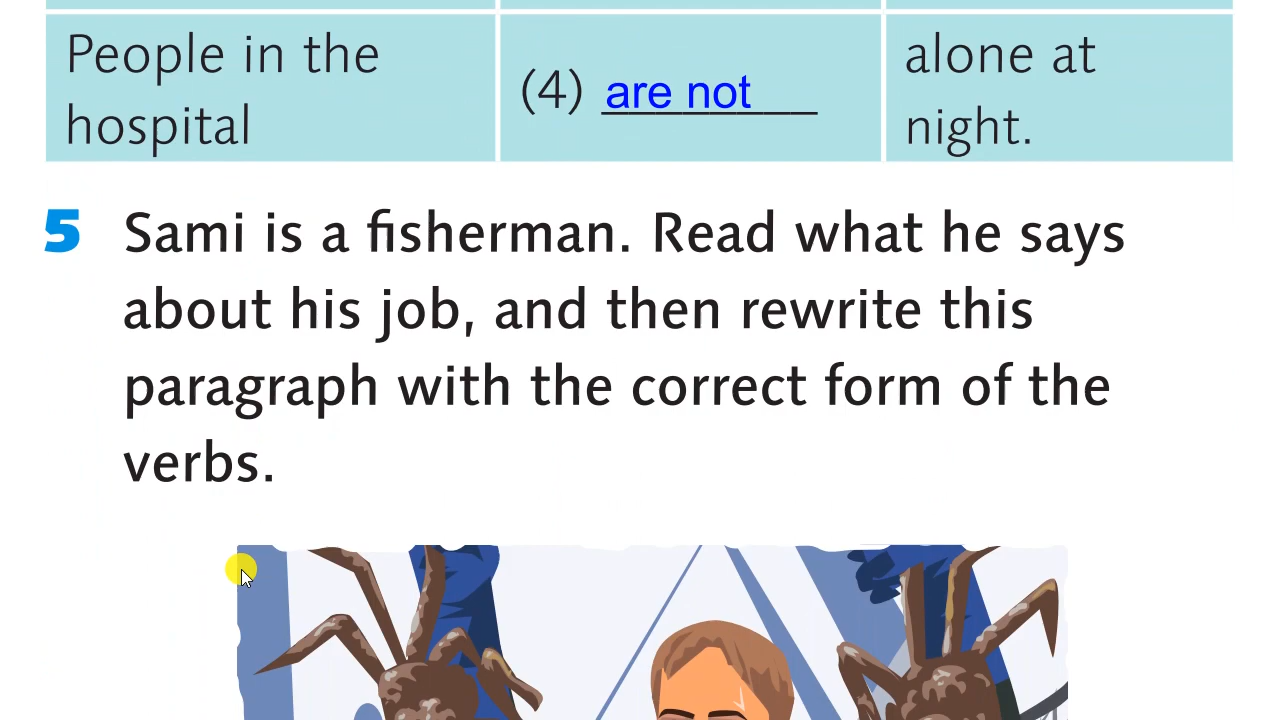 People in the
hospital
(4) are not
alone at
night.
5 Sami is a fisherman. Read what he says
about his job, and then rewrite this
paragraph with the correct form of the
verbs.